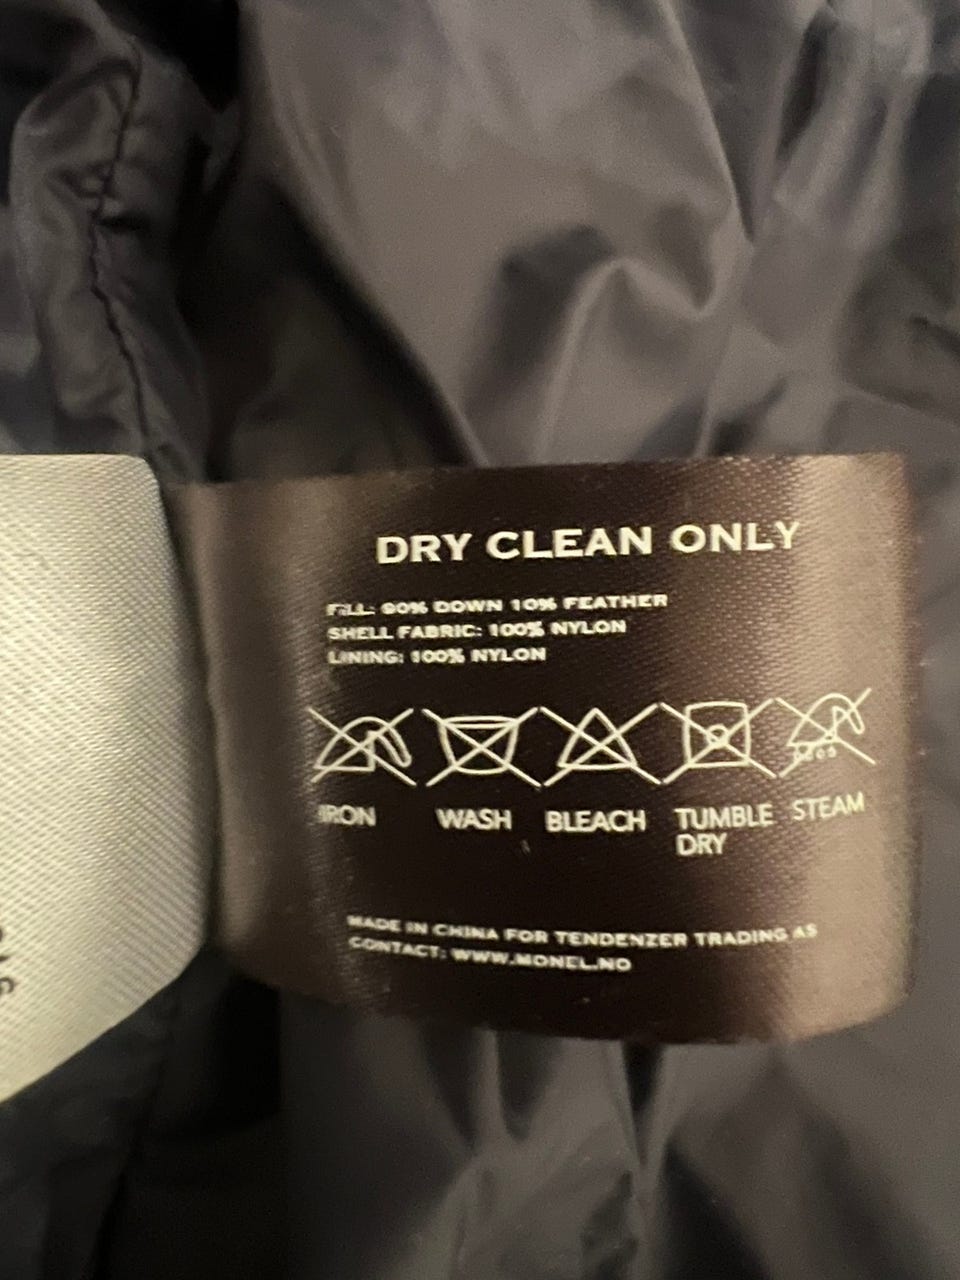 DRY CLEAN ONLY
FILL: 90% DOWN 10% FEATHER
SHELL FABRIC: 100% NYLON
LINING: 100% NYLON
IRON WASH BLEACH TUMBLE DRY STEAM
MADE IN CHINA FOR TENDENZER TRADING AS
CONTACT: WWW.MONEL.NO